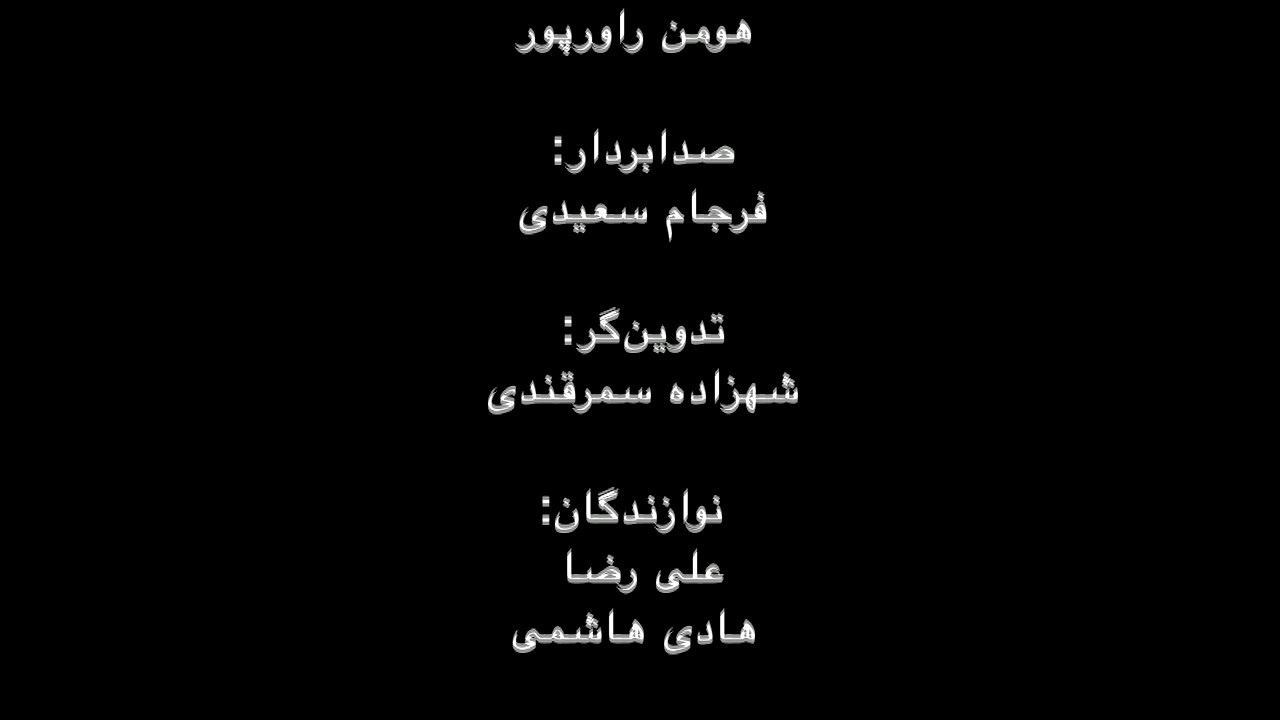 هومن راورپور
صدابردار:
فرجام سعیدی
تدوین‌گر:
شهزاده سمرقندی
نوازندگان:
علی رضا
هادی هاشمی